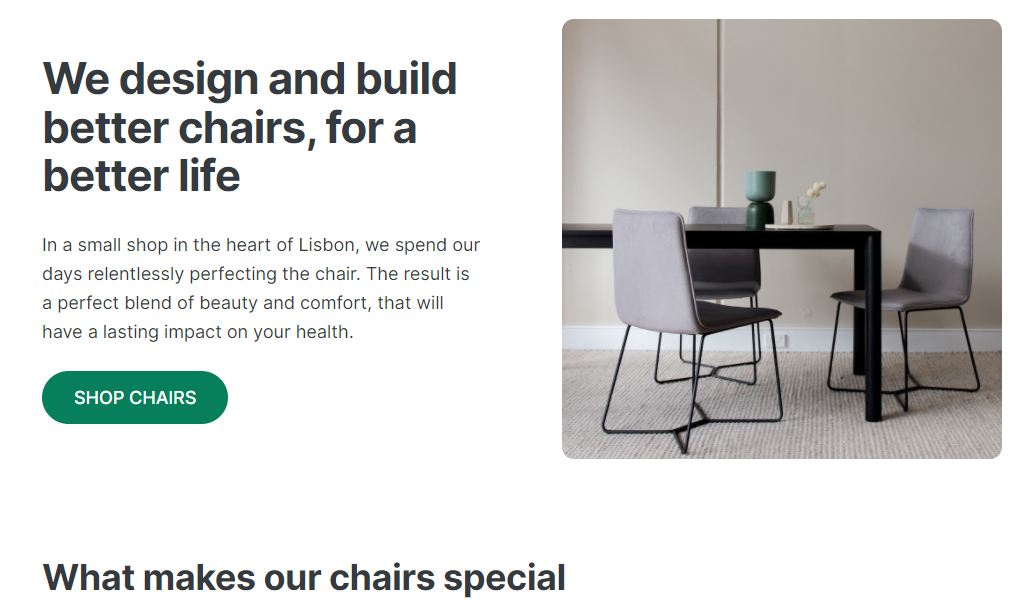 We design and build
better chairs, for a
better life
In a small shop in the heart of Lisbon, we spend our
days relentlessly perfecting the chair. The result is
a perfect blend of beauty and comfort, that will
have a lasting impact on your health.
SHOP CHAIRS
What makes our chairs special